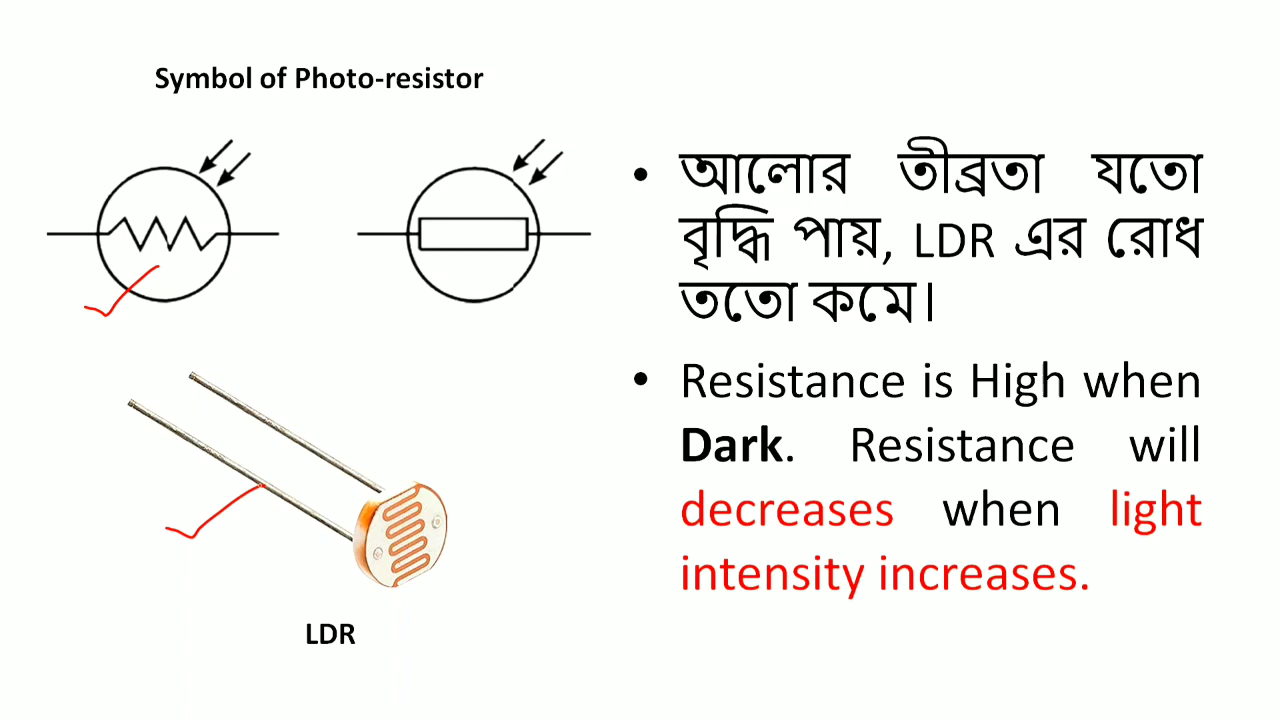 Symbol of Photo-resistor
• আলোর তীব্রতা যতো
বৃদ্ধি পায়, LDR এর রোধ
ততো কমে।
• Resistance is High when
Dark. Resistance will
decreases when light
intensity increases.
LDR